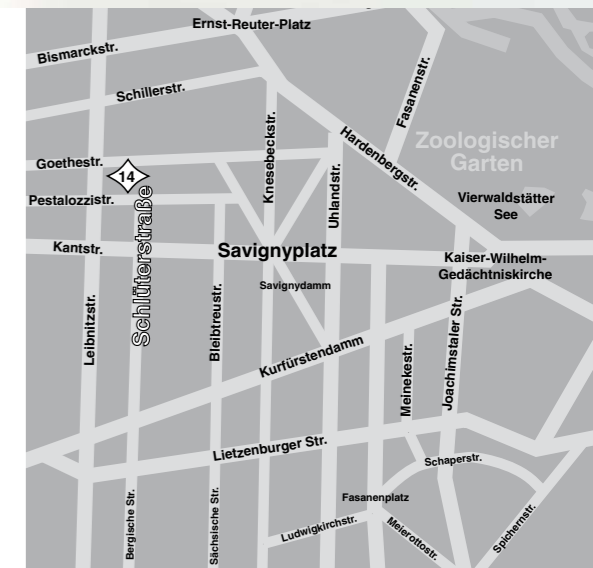 Ernst-Reuter-Platz
Bismarckstr.
Schillerstr.
Fasanenstr.
Knesebeckstr.
Hardenbergstr.
Zoologischer
Garten
Goethestr.
14
Pestalozzistr.
Uhlandstr.
Vierwaldstätter
See
Schlüterstraße
Kantstr.
Savignyplatz
Kaiser-Wilhelm-
Gedächtniskirche
Savignydamm
Leibnitzstr.
Bleibtreustr.
Kurfürstendamm
Meinekestr.
Joachimstaler Str.
Lietzenburger Str.
Schaperstr.
Bergische Str.
Sächsische Str.
Fasanenplatz
Ludwigkirchstr.
Meierottostr.
Spichernstr.